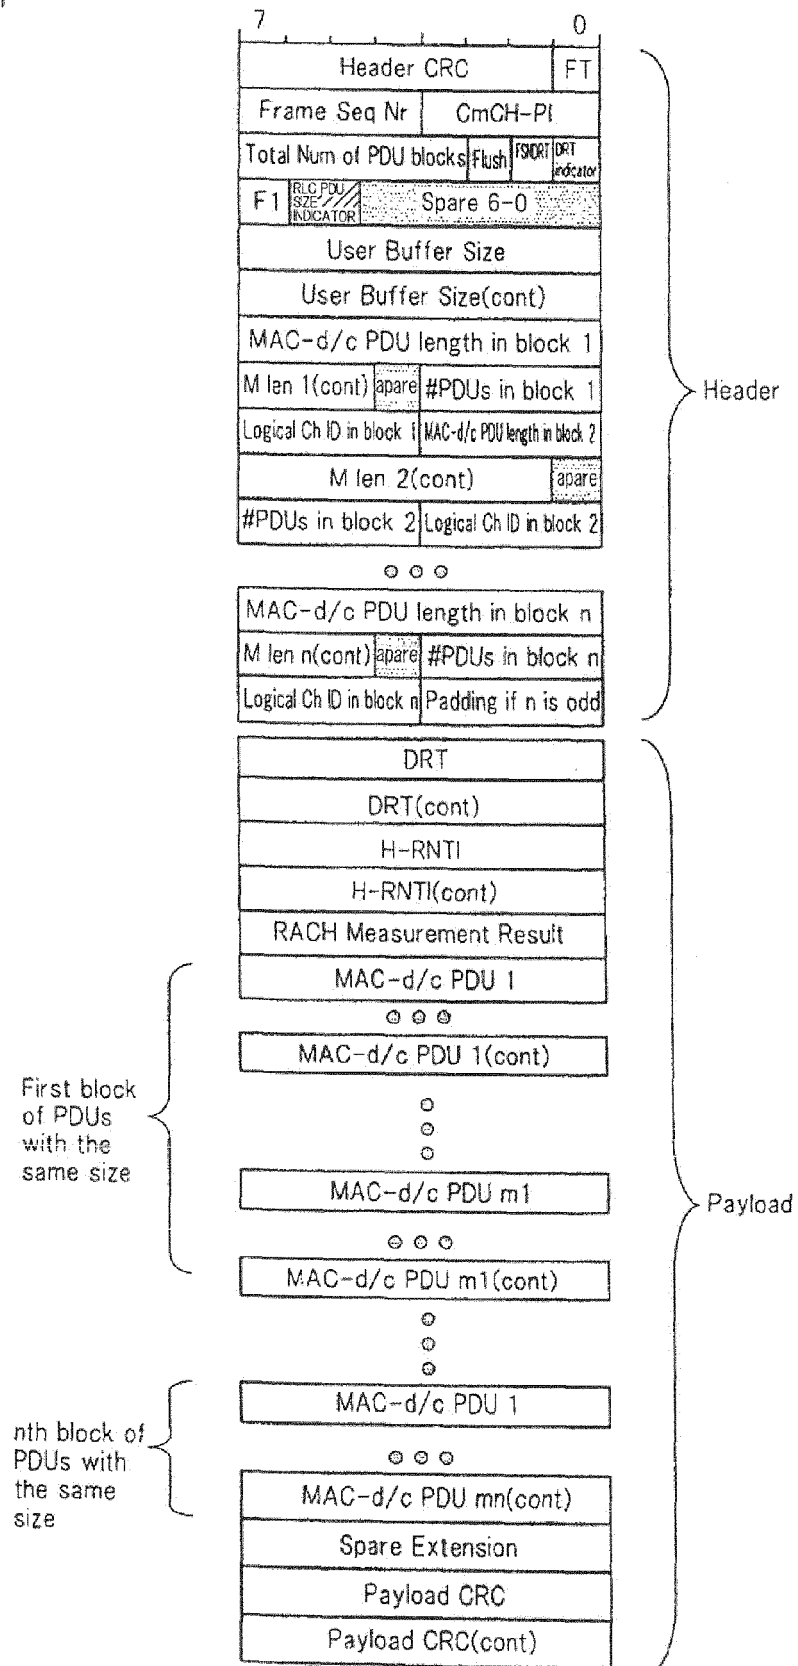 7 0
Header CRC FT
Frame Seq Nr CmCH-PI
Total Num of PDU blocks Flush FSNDRT DRT indicator
F1 RLC PDU SIZE INDICATOR Spare 6-0
User Buffer Size
User Buffer Size(cont)
MAC-d/c PDU length in block 1
M len 1(cont) apare #PDUs in block 1
Header
Logical Ch ID in block 1 MAC-d/c PDU length in block 2
M len 2(cont) apare
#PDUs in block 2 Logical Ch ID in block 2
MAC-d/c PDU length in block n
M len n(cont) apare #PDUs in block n
Logical Ch ID in block n Padding if n is odd
DRT
DRT(cont)
H-RNTI
H-RNTI(cont)
RACH Measurement Result
MAC-d/c PDU 1
MAC-d/c PDU 1(cont)
First block
of PDUs
with the
same size
MAC-d/c PDU m1
Payload
MAC-d/c PDU m1(cont)
MAC-d/c PDU 1
nth block of
PDUs with
the same
size
MAC-d/c PDU mn(cont)
Spare Extension
Payload CRC
Payload CRC(cont)